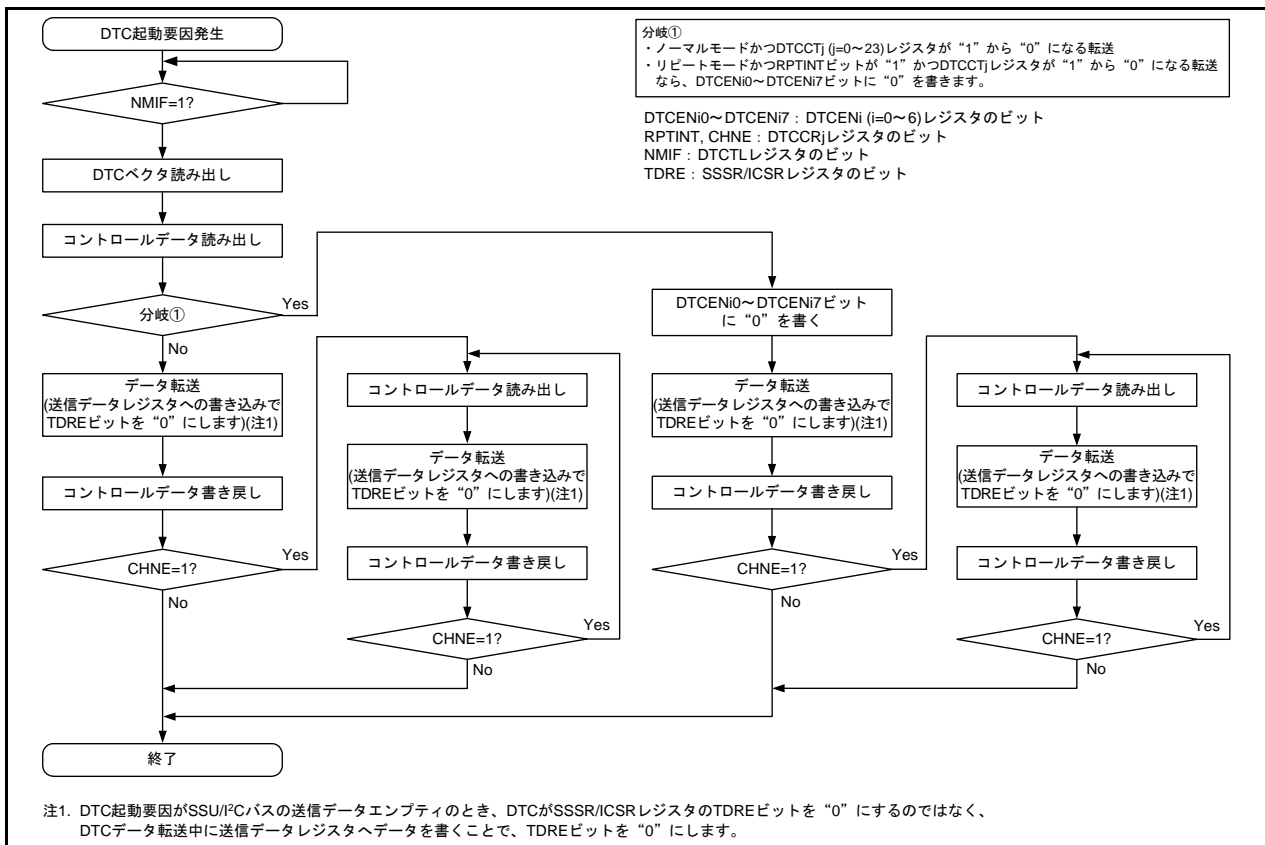 DTC起動要因発生
NMIF=1?
DTCベクタ読み出し
コントロールデータ読み出し
分岐①
Yes
No
データ転送
(送信データレジスタへの書き込みで
TDREビットを“0”にします)(注1)
コントロールデータ書き戻し
CHNE=1?
Yes
No
コントロールデータ読み出し
データ転送
(送信データレジスタへの書き込みで
TDREビットを“0”にします)(注1)
コントロールデータ書き戻し
CHNE=1?
Yes
No
終了
分岐①
・ノーマルモードかつDTCCTj (j=0～23)レジスタが“1”から“0”になる転送
・リピートモードかつRPTINTビットが“1”かつDTCCTjレジスタが“1”から“0”になる転送
なら、DTCENi0～DTCENi7ビットに“0”を書きます。
DTCENi0～DTCENi7：DTCENi (i=0～6)レジスタのビット
RPTINT, CHNE：DTCCRjレジスタのビット
NMIF：DTCTLレジスタのビット
TDRE：SSSR/ICSRレジスタのビット
DTCENi0～DTCENi7ビット
に“0”を書く
データ転送
(送信データレジスタへの書き込みで
TDREビットを“0”にします)(注1)
コントロールデータ書き戻し
CHNE=1?
Yes
No
コントロールデータ読み出し
データ転送
(送信データレジスタへの書き込みで
TDREビットを“0”にします)(注1)
コントロールデータ書き戻し
CHNE=1?
Yes
No
注1. DTC起動要因がSSU/I²Cバスの送信データエンプティのとき、DTCがSSSR/ICSRレジスタのTDREビットを“0”にするのではなく、
DTCデータ転送中に送信データレジスタへデータを書くことで、TDREビットを“0”にします。